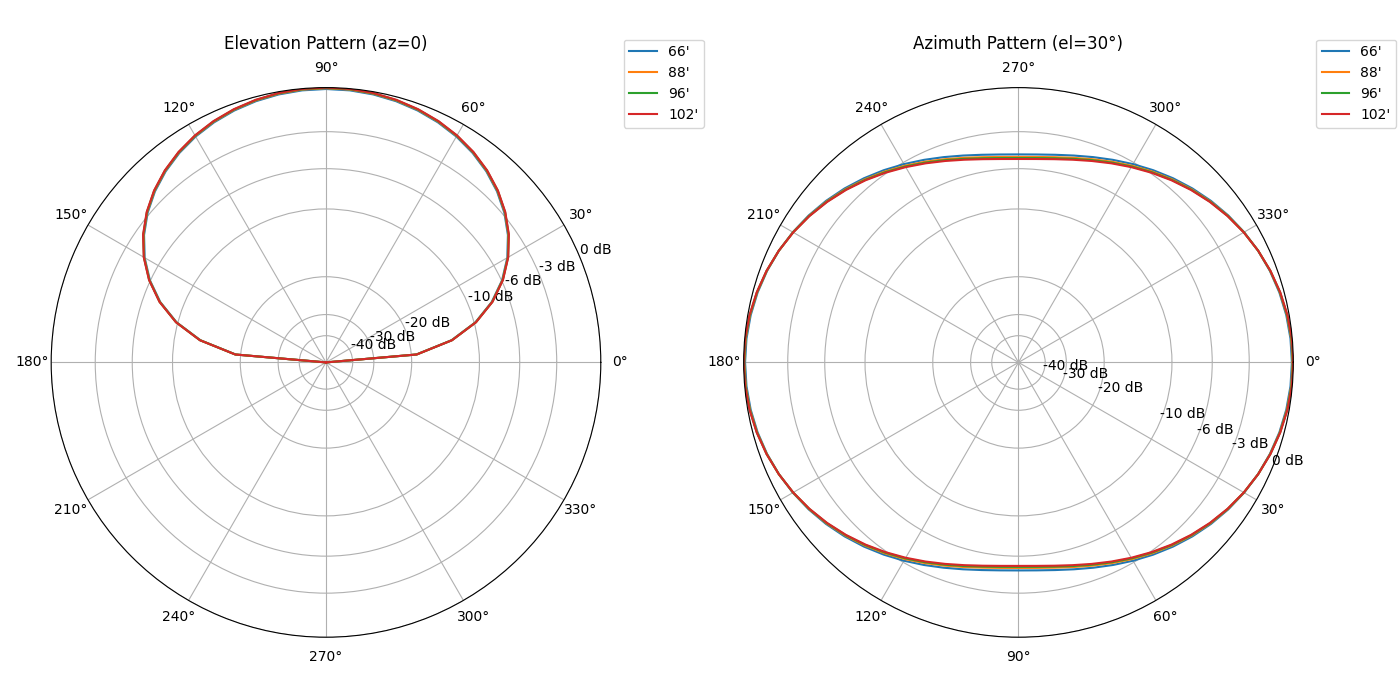 Elevation Pattern (az=0)
90°
120°
60°
150°
30°
180°
0°
210°
330°
240°
300°
270°
0 dB
-3 dB
-6 dB
-10 dB
-20 dB
-30 dB
-40 dB
66'
88'
96'
102'
Azimuth Pattern (el=30°)
270°
240°
300°
210°
330°
180°
0°
150°
30°
120°
60°
90°
-40 dB
-30 dB
-20 dB
-10 dB
-6 dB
-3 dB
0 dB
66'
88'
96'
102'